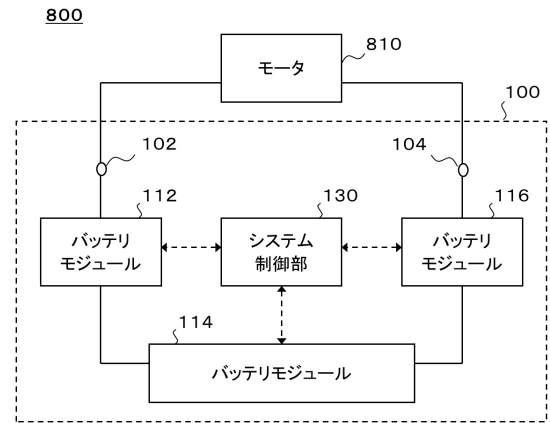 800
モータ
810
100
102
104
112
130
116
バッテリ
モジュール
システム
制御部
バッテリ
モジュール
114
バッテリモジュール